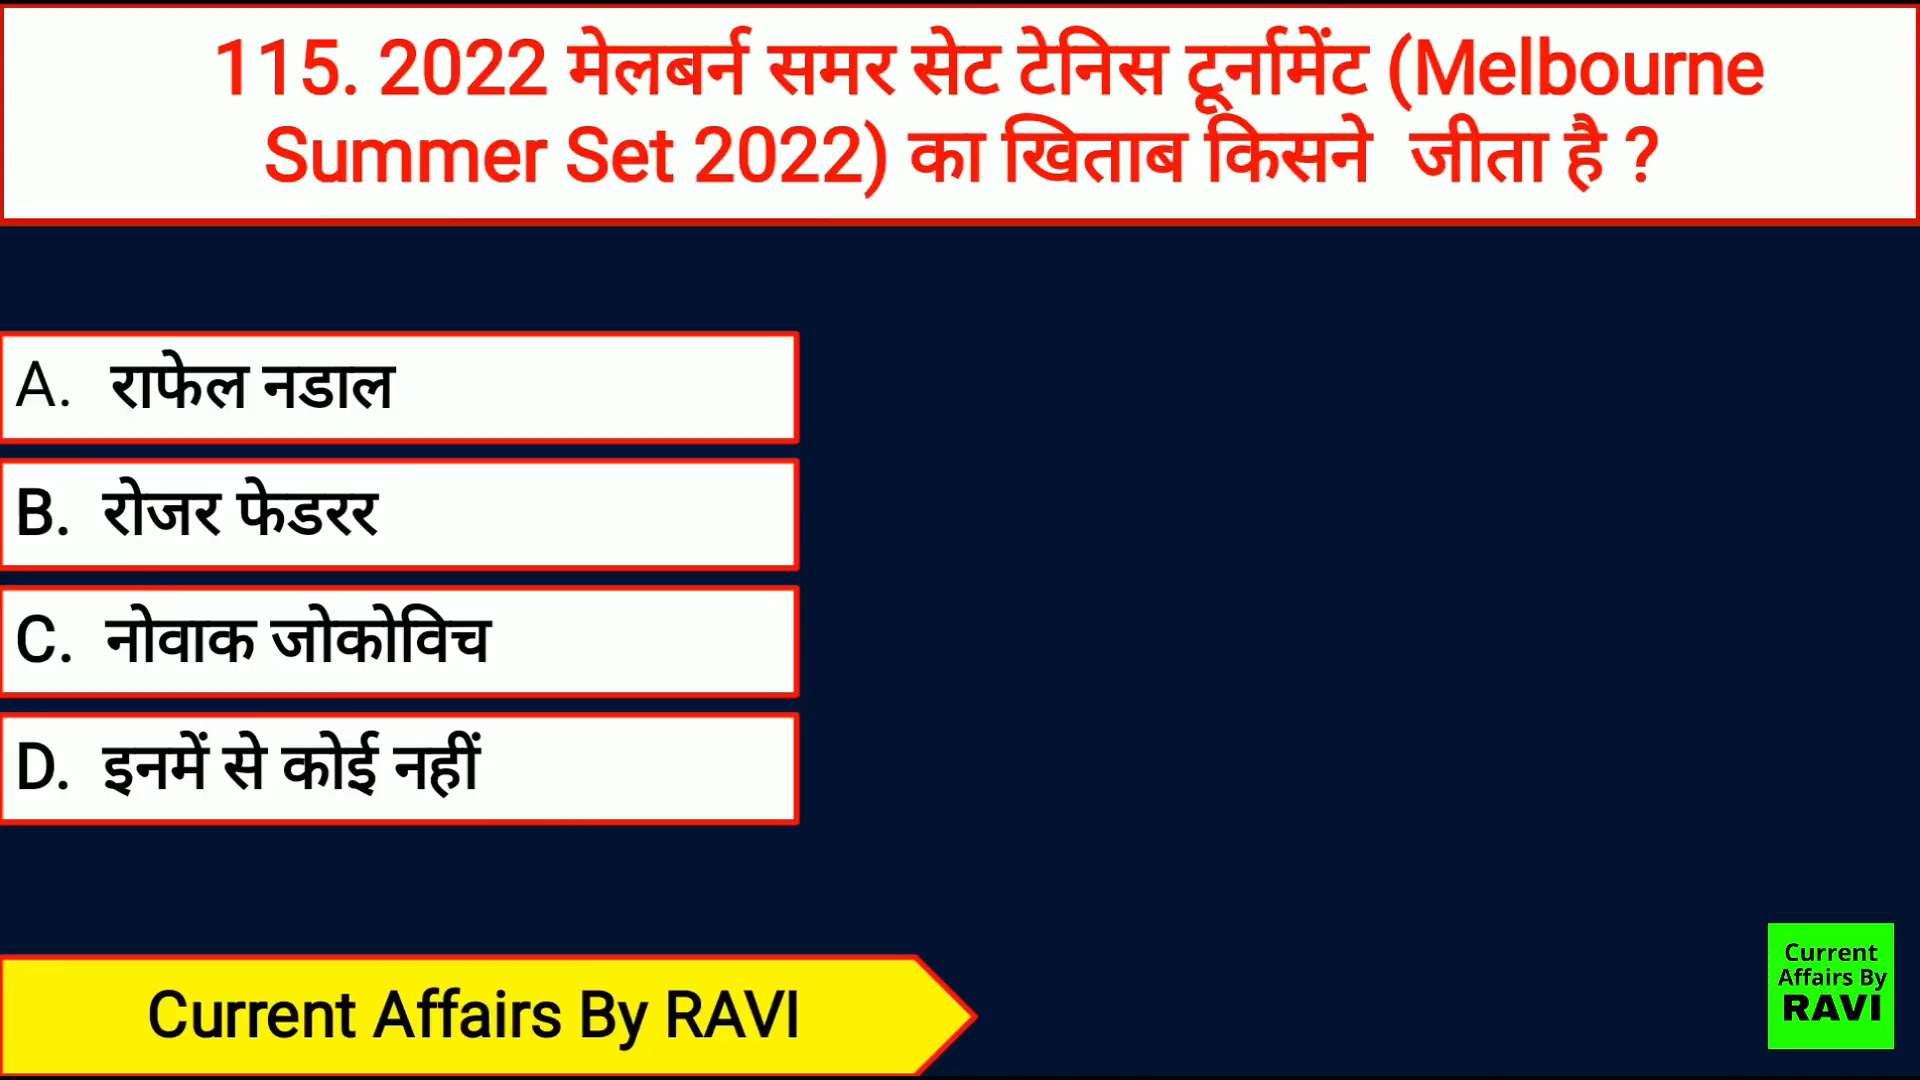 115. 2022 मेलबर्न समर सेट टेनिस टूर्नामेंट (Melbourne
Summer Set 2022) का खिताब किसने जीता है ?
A. राफेल नडाल
B. रोजर फेडरर
C. नोवाक जोकोविच
D. इनमें से कोई नहीं
Current Affairs By RAVI
Current
Affairs By
RAVI